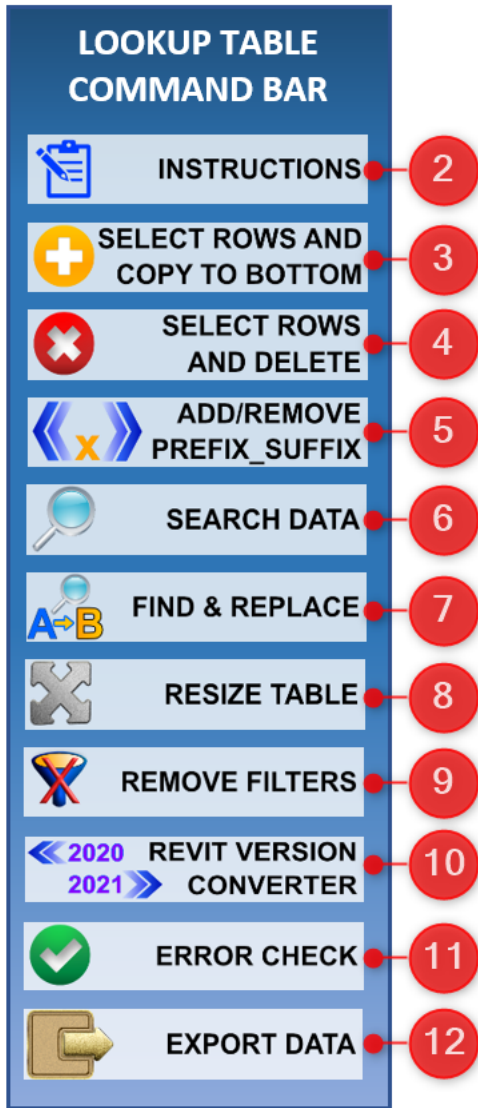 LOOKUP TABLE
COMMAND BAR
INSTRUCTIONS 2
SELECT ROWS AND
COPY TO BOTTOM 3
SELECT ROWS
AND DELETE 4
x ADD/REMOVE
PREFIX_SUFFIX 5
SEARCH DATA 6
A B FIND & REPLACE 7
RESIZE TABLE 8
REMOVE FILTERS 9
2020 REVIT VERSION
2021 CONVERTER 10
ERROR CHECK 11
EXPORT DATA 12